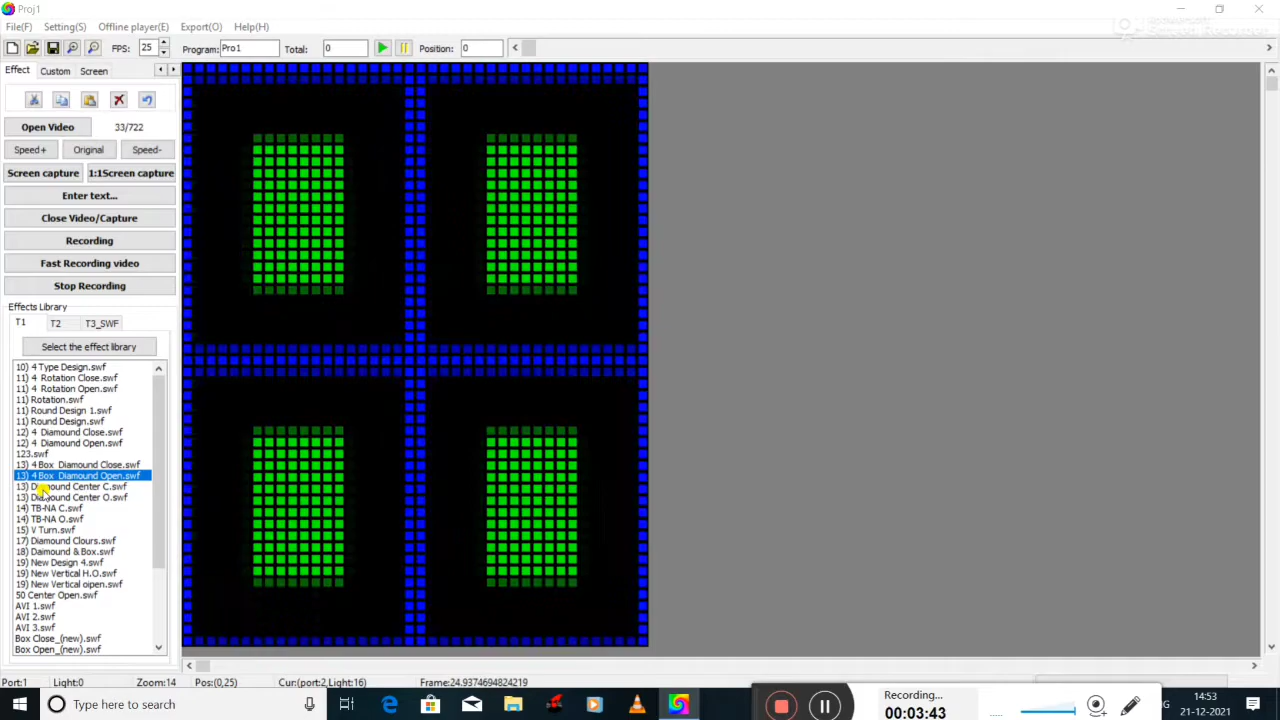 Proj1
File(F) Setting(S) Offline player(E) Export(O) Help(H)
FPS: 25 Program: Pro1 Total: 0 Position: 0
Effect Custom Screen
Open Video 33/722
Speed+ Original Speed-
Screen capture 1:1Screen capture
Enter text...
Close Video/Capture
Recording
Fast Recording video
Stop Recording
Effects Library
T1 T2 T3_SWF
Select the effect library
10) 4 Type Design.swf
11) 4 Rotation Close.swf
11) 4 Rotation Open.swf
11) Rotation.swf
11) Round Design 1.swf
11) Round Design.swf
12) 4 Diamound Close.swf
12) 4 Diamound Open.swf
123.swf
13) 4 Box Diamound Close.swf
13) 4 Box Diamound Open.swf
13) Diamound Center C.swf
13) Diamound Center O.swf
14) TB-NA C.swf
14) TB-NA O.swf
15) V Turn.swf
17) Diamound Clours.swf
18) Daimound & Box.swf
19) New Design 4.swf
19) New Vertical H.O.swf
19) New Vertical oipen.swf
50 Center Open.swf
AVI 1.swf
AVI 2.swf
AVI 3.swf
Box Close_(new).swf
Box Open_(new).swf
Port:1 Light:0 Zoom:14 Pos(0,25) Cur(port:2,Light:16) Frame:24.9374694824219
Type here to search
Recording...
00:03:43
14:53
21-12-2021